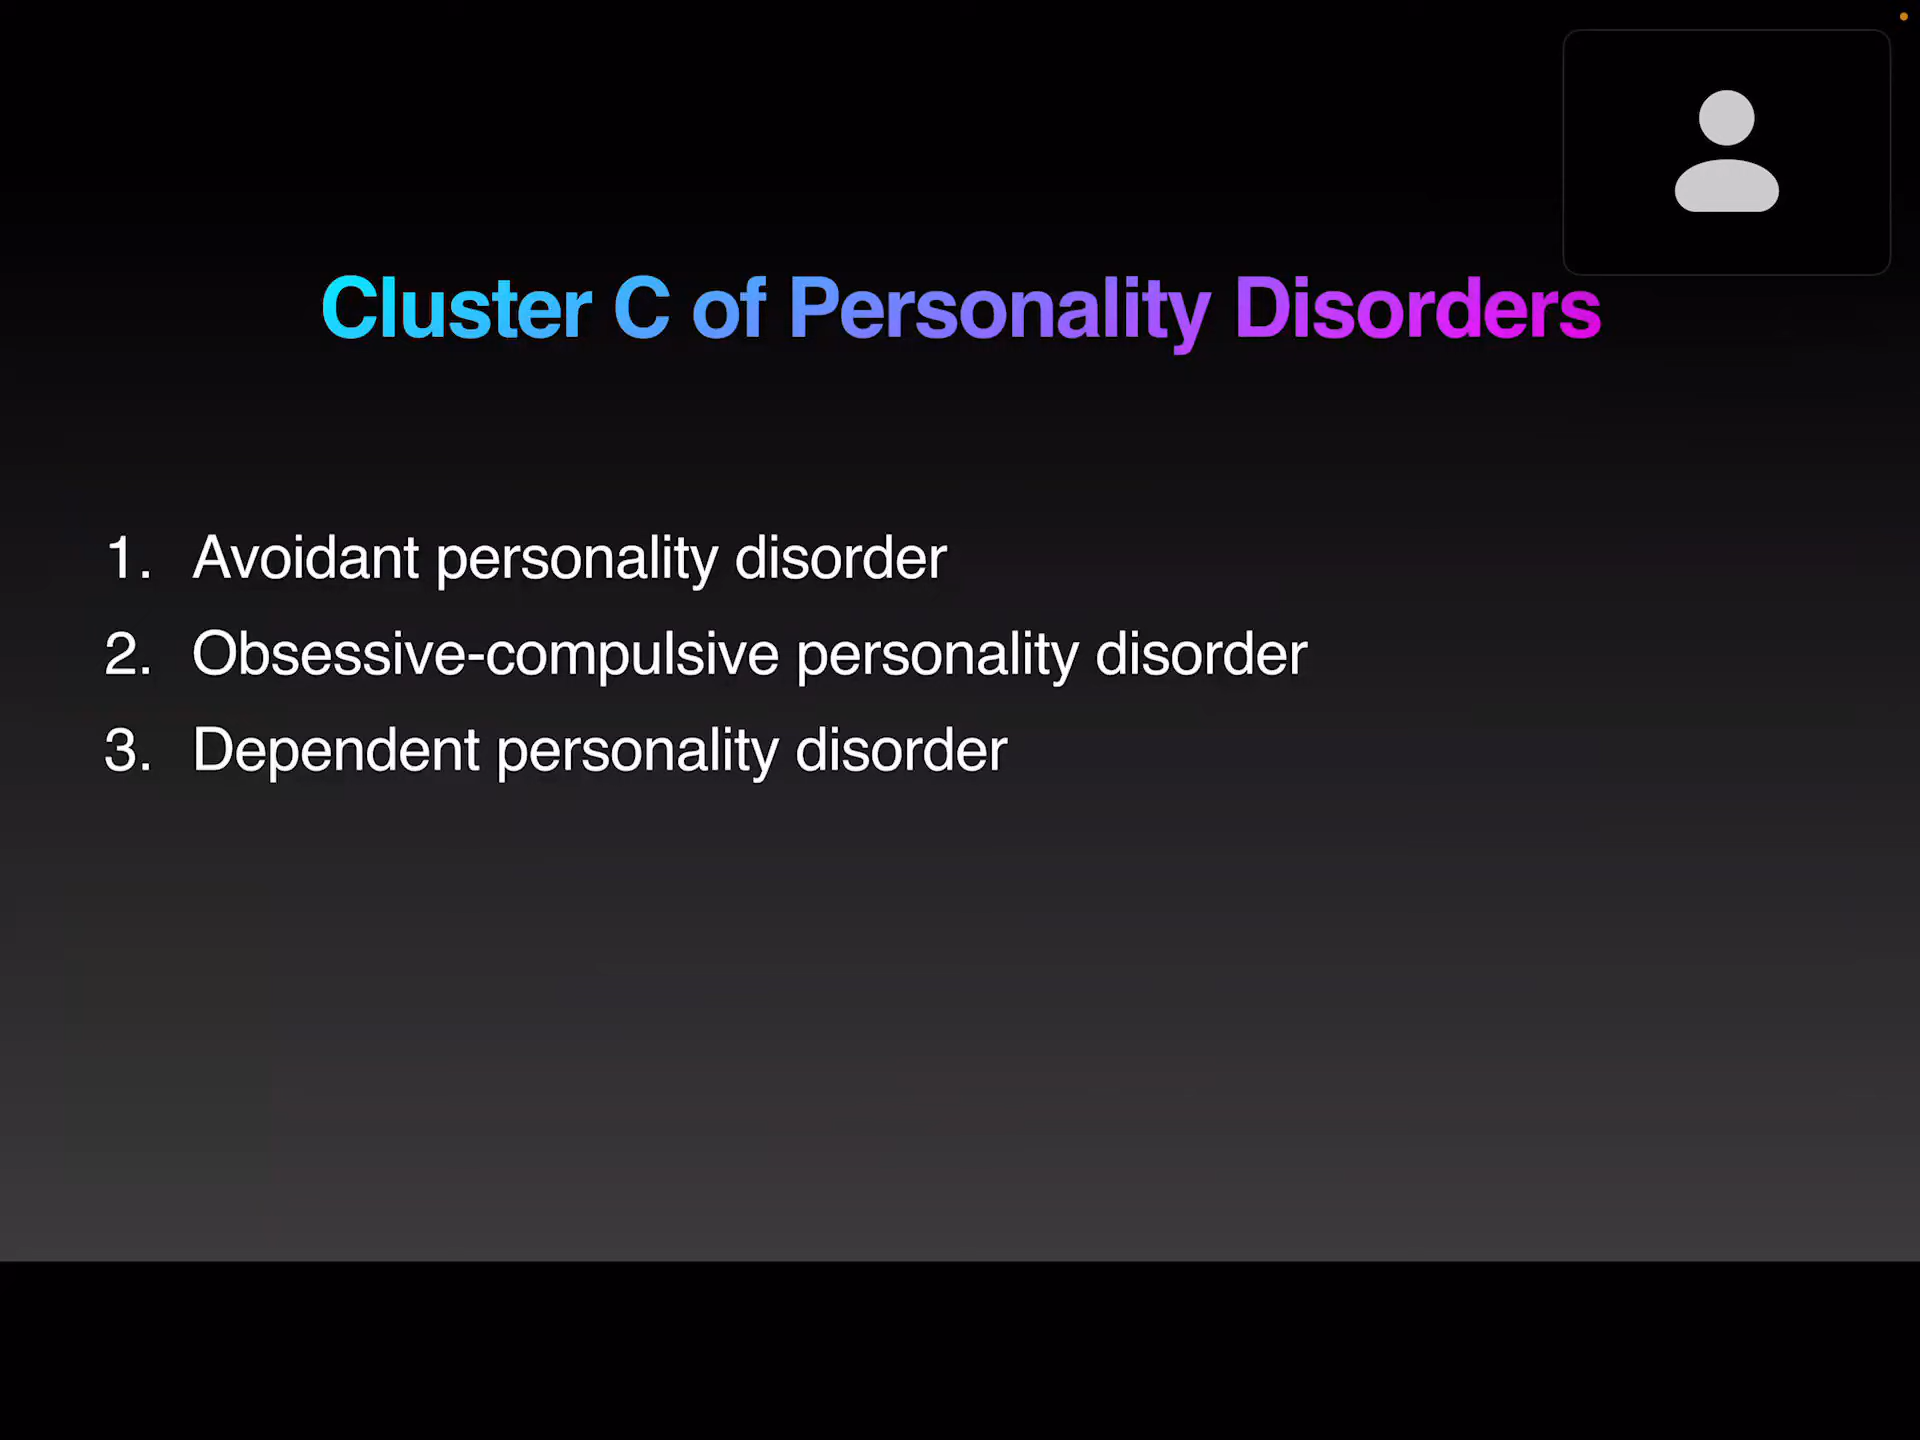 Cluster C of Personality Disorders
1. Avoidant personality disorder
2. Obsessive-compulsive personality disorder
3. Dependent personality disorder